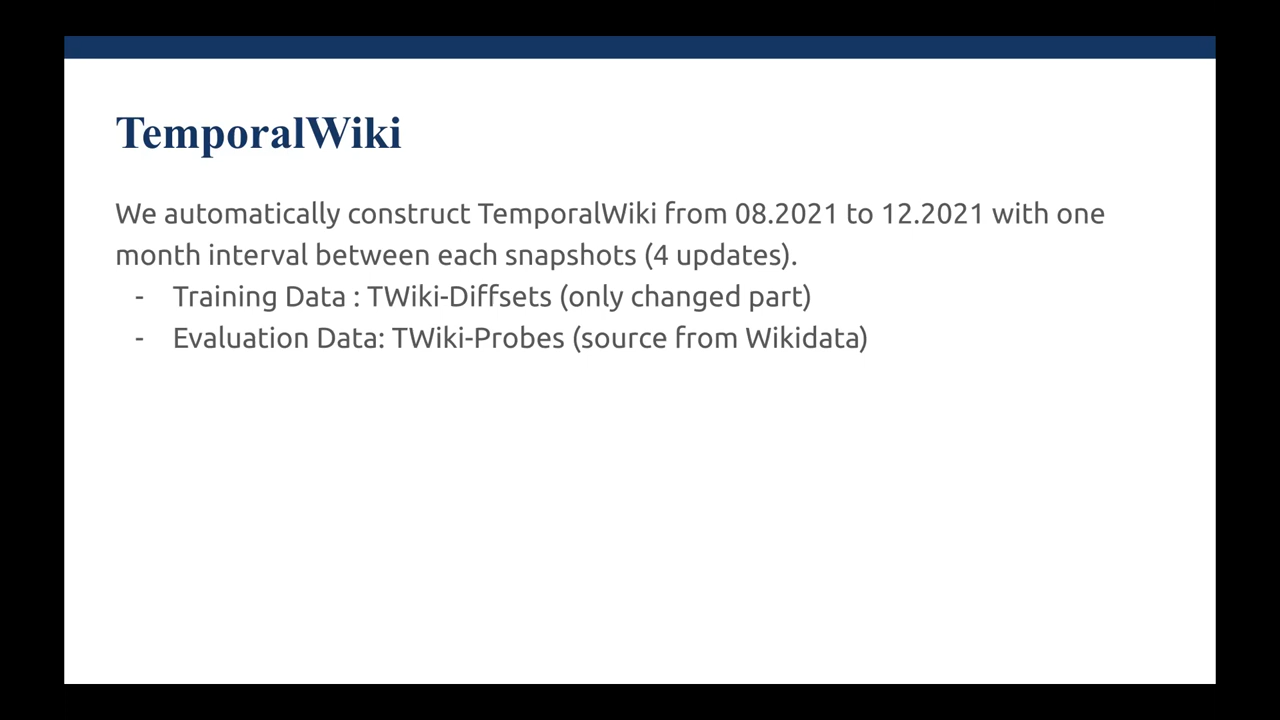 TemporalWiki
We automatically construct TemporalWiki from 08.2021 to 12.2021 with one
month interval between each snapshots (4 updates).
- Training Data : TWiki-Diffsets (only changed part)
- Evaluation Data: TWiki-Probes (source from Wikidata)